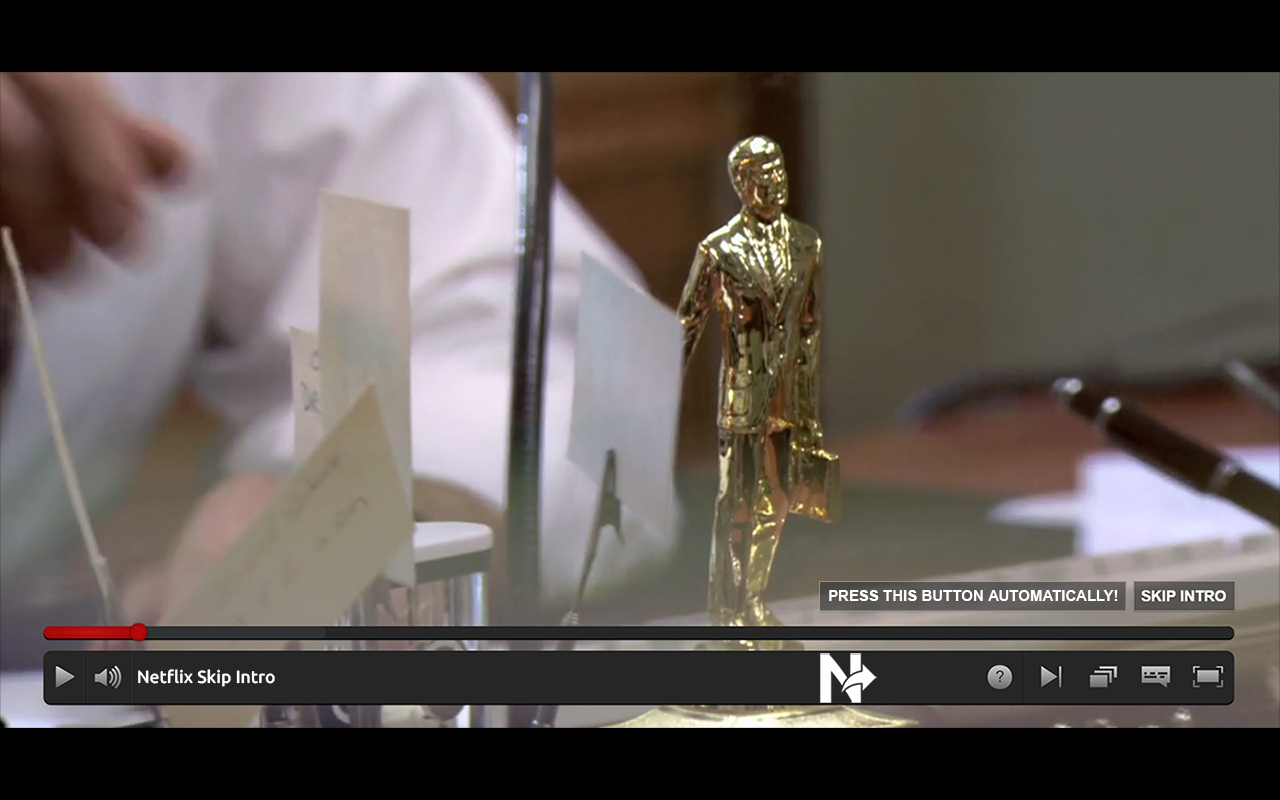 PRESS THIS BUTTON AUTOMATICALLY! SKIP INTRO
Netflix Skip Intro
N
?